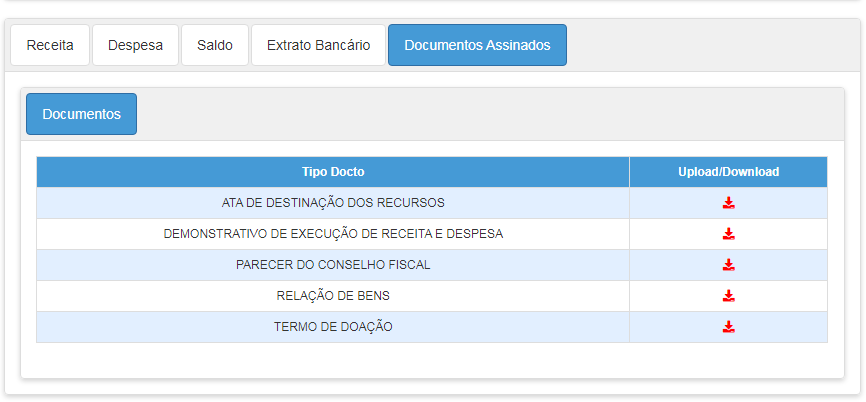 Receita Despesa Saldo Extrato Bancário Documentos Assinados
Documentos
Tipo Docto Upload/Download
ATA DE DESTINAÇÃO DOS RECURSOS
DEMONSTRATIVO DE EXECUÇÃO DE RECEITA E DESPESA
PARECER DO CONSELHO FISCAL
RELAÇÃO DE BENS
TERMO DE DOAÇÃO